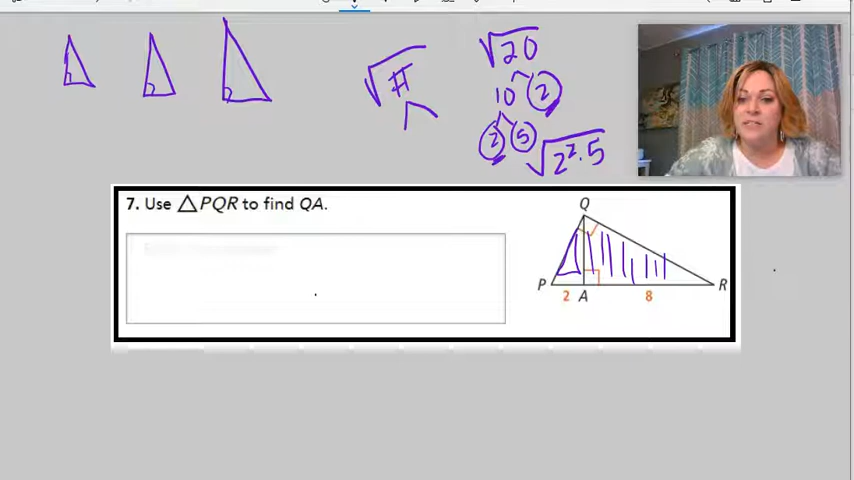 √#
√20
10 2
2 5
√2².5
7. Use △PQR to find QA.
Q
P
R
2 A 8